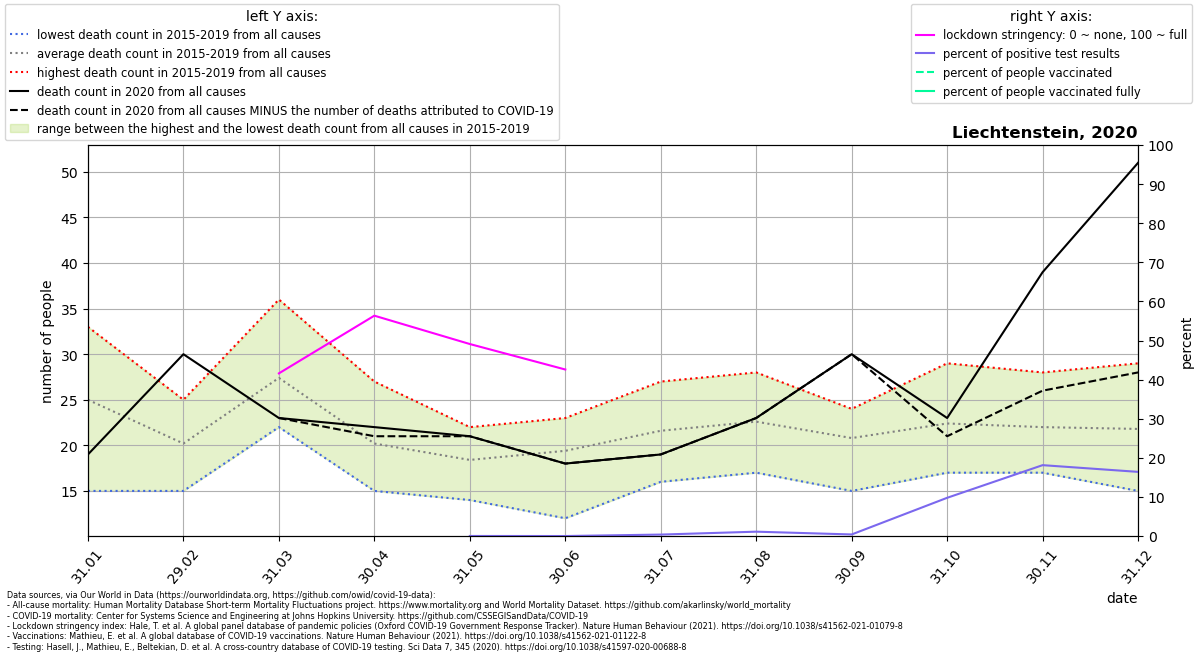 left Y axis:
lowest death count in 2015-2019 from all causes
average death count in 2015-2019 from all causes
highest death count in 2015-2019 from all causes
death count in 2020 from all causes
death count in 2020 from all causes MINUS the number of deaths attributed to COVID-19
range between the highest and the lowest death count from all causes in 2015-2019
right Y axis:
lockdown stringency: 0 ~ none, 100 ~ full
percent of positive test results
percent of people vaccinated
percent of people vaccinated fully
Liechtenstein, 2020
number of people
50
45
40
35
30
25
20
15
100
90
80
70
60
50
40
30
20
10
0
percent
31.01
29.02
31.03
30.04
31.05
30.06
31.07
31.08
30.09
31.10
30.11
31.12
date
Data sources, via Our World in Data (https://ourworldindata.org, https://github.com/owid/covid-19-data):
- All-cause mortality: Human Mortality Database Short-term Mortality Fluctuations project. https://www.mortality.org and World Mortality Dataset. https://github.com/akarlinsky/world_mortality
- COVID-19 mortality: Center for Systems Science and Engineering at Johns Hopkins University. https://github.com/CSSEGISandData/COVID-19
- Lockdown stringency index: Hale, T. et al. A global panel database of pandemic policies (Oxford COVID-19 Government Response Tracker). Nature Human Behaviour (2021). https://doi.org/10.1038/s41562-021-01079-8
- Vaccinations: Mathieu, E. et al. A global database of COVID-19 vaccinations. Nature Human Behaviour (2021). https://doi.org/10.1038/s41562-021-01122-8
- Testing: Hasell, J., Mathieu, E., Beltekian, D. et al. A cross-country database of COVID-19 testing. Sci Data 7, 345 (2020). https://doi.org/10.1038/s41597-020-00688-8